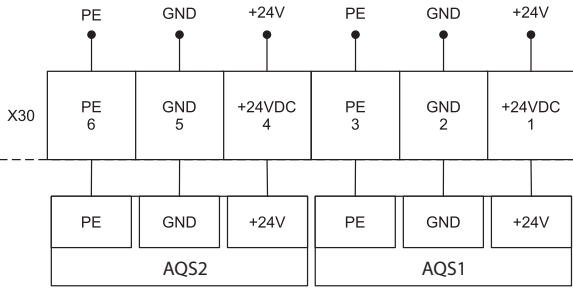 PE GND +24V PE GND +24V
X30
PE GND +24VDC PE GND +24VDC
6 5 4 3 2 1
PE GND +24V PE GND +24V
AQS2 AQS1